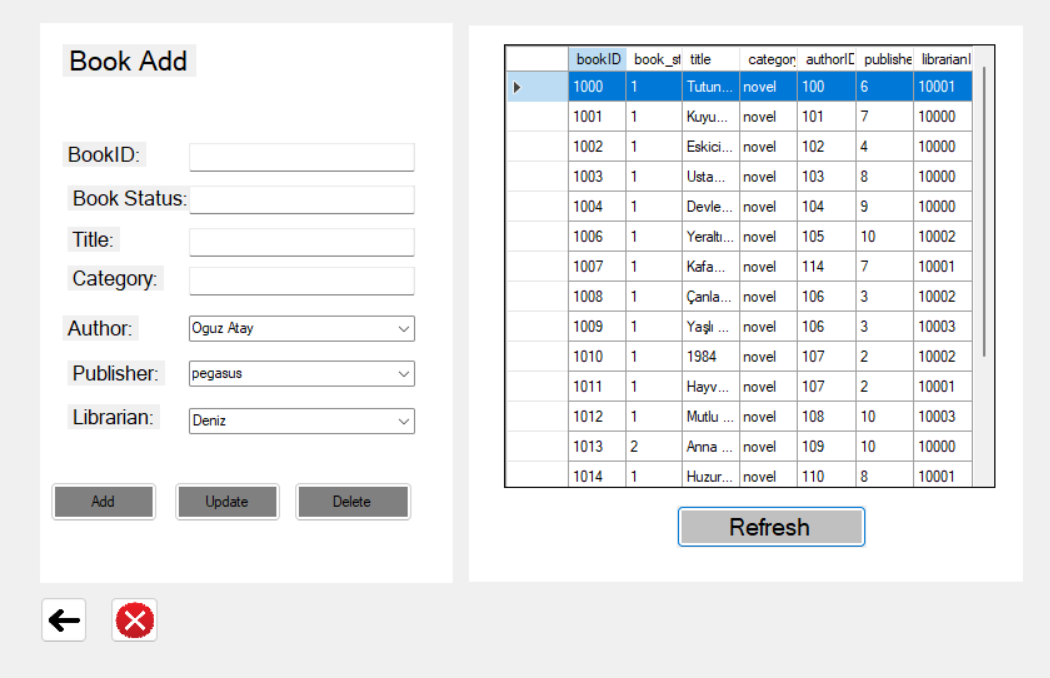 Book Add
BookID:
Book Status:
Title:
Category:
Author: Oguz Atay
Publisher: pegasus
Librarian: Deniz
Add Update Delete
bookID book_st title categor authorID publishe librarianI
1000 1 Tutun... novel 100 6 10001
1001 1 Kuyu... novel 101 7 10000
1002 1 Eskici... novel 102 4 10000
1003 1 Usta... novel 103 8 10000
1004 1 Devle... novel 104 9 10000
1006 1 Yeraltı... novel 105 10 10002
1007 1 Kafa... novel 114 7 10001
1008 1 Çanla... novel 106 3 10002
1009 1 Yaşlı ... novel 106 3 10003
1010 1 1984 novel 107 2 10002
1011 1 Hayv... novel 107 2 10001
1012 1 Mutlu ... novel 108 10 10003
1013 2 Anna ... novel 109 10 10000
1014 1 Huzur... novel 110 8 10001
Refresh